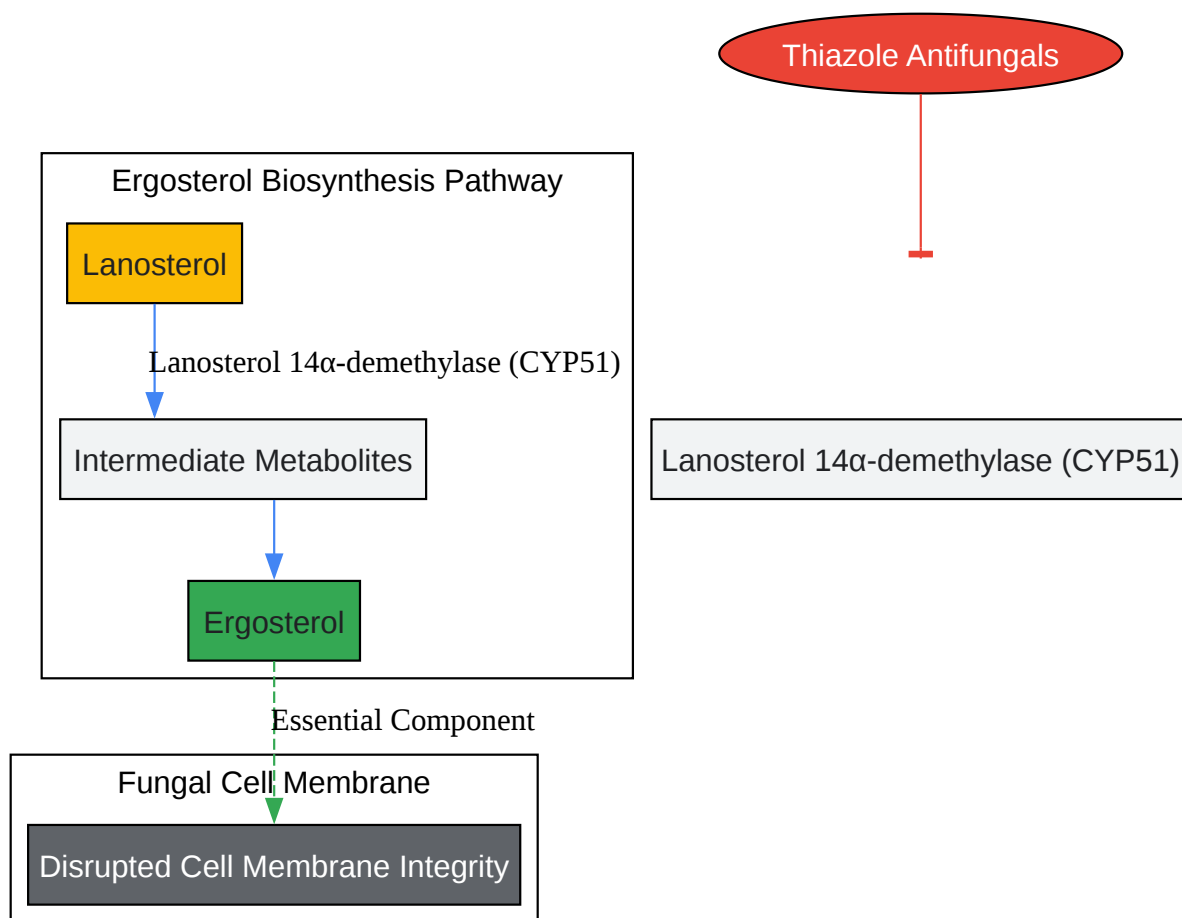 Thiazole Antifungals
Ergosterol Biosynthesis Pathway
Lanosterol
Lanosterol 14α-demethylase (CYP51)
Intermediate Metabolites
Lanosterol 14α-demethylase (CYP51)
Ergosterol
Essential Component
Fungal Cell Membrane
Disrupted Cell Membrane Integrity